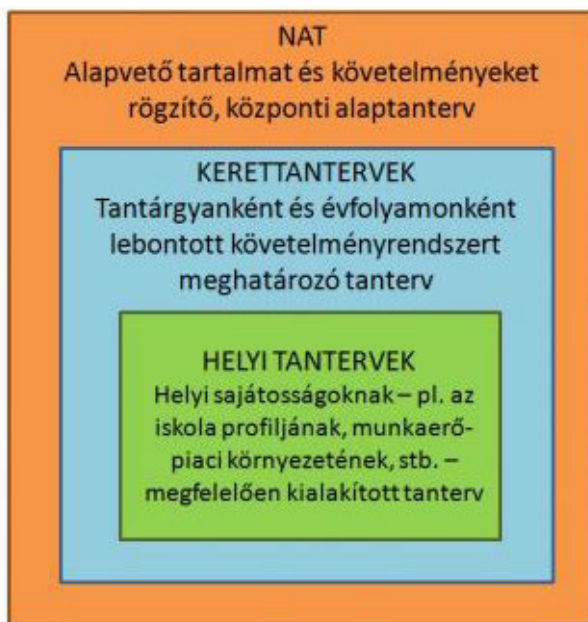 NAT
Alapvető tartalmat és követelményeket
rögzítő, központi alaptanterv
KERETTANTERVEK
Tantárgyanként és évfolyamonként
lebontott követelményrendszert
meghatározó tanterv
HELYI TANTERVEK
Helyi sajátosságoknak – pl. az
iskola profiljának, munkaerő-
piaci környezetének, stb. –
megfelelően kialakított tanterv